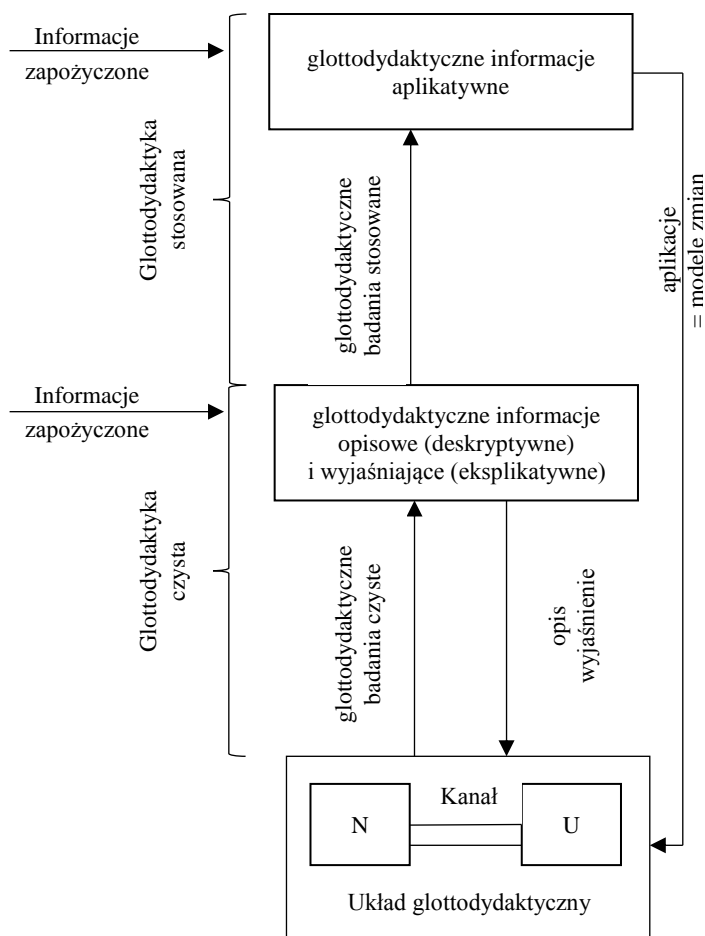 Informacje
zapożyczone
glottodydaktyczne informacje
aplikatywne
Glottodydaktyka
stosowana
glottodydaktyczne
badania stosowane
aplikacje
= modele zmian
Informacje
zapożyczone
glottodydaktyczne informacje
opisowe (deskryptywne)
i wyjaśniające (eksplikatywne)
Glottodydaktyka
czysta
glottodydaktyczne
badania czyste
opis
wyjaśnienie
Kanał
N
U
Układ glottodydaktyczny